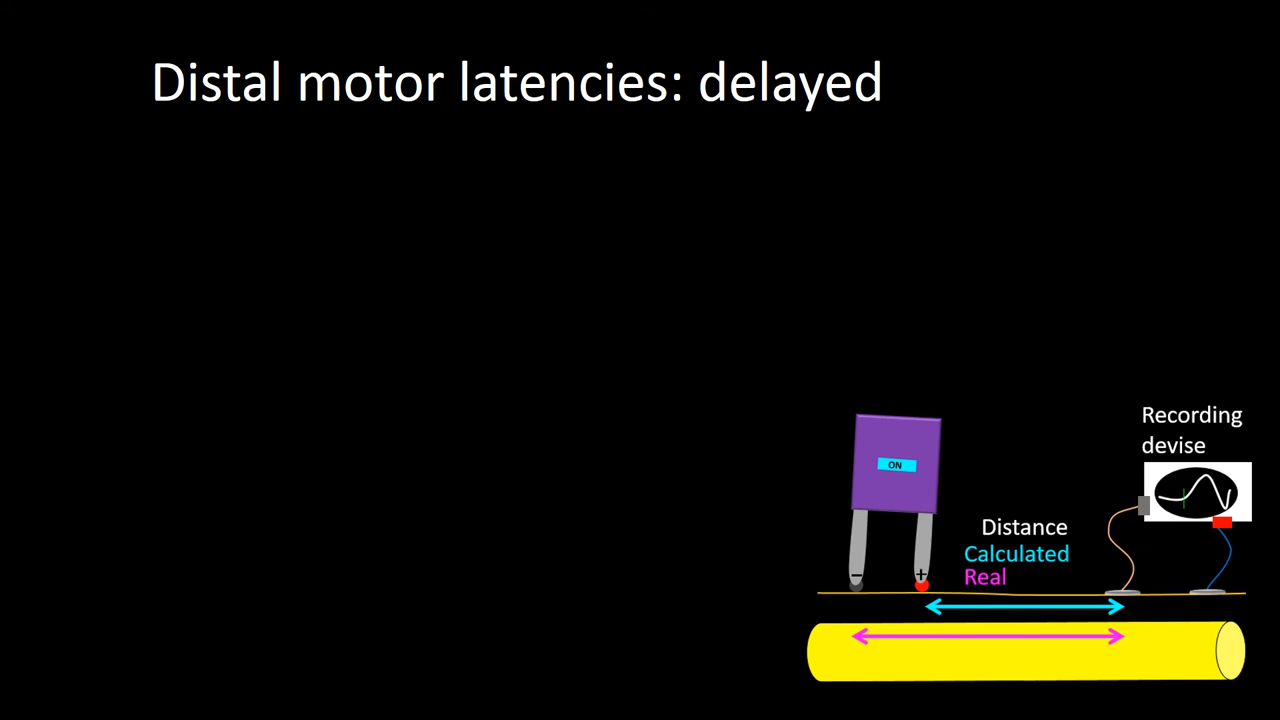 Distal motor latencies: delayed
Recording
devise
ON
Distance
Calculated
Real
− +